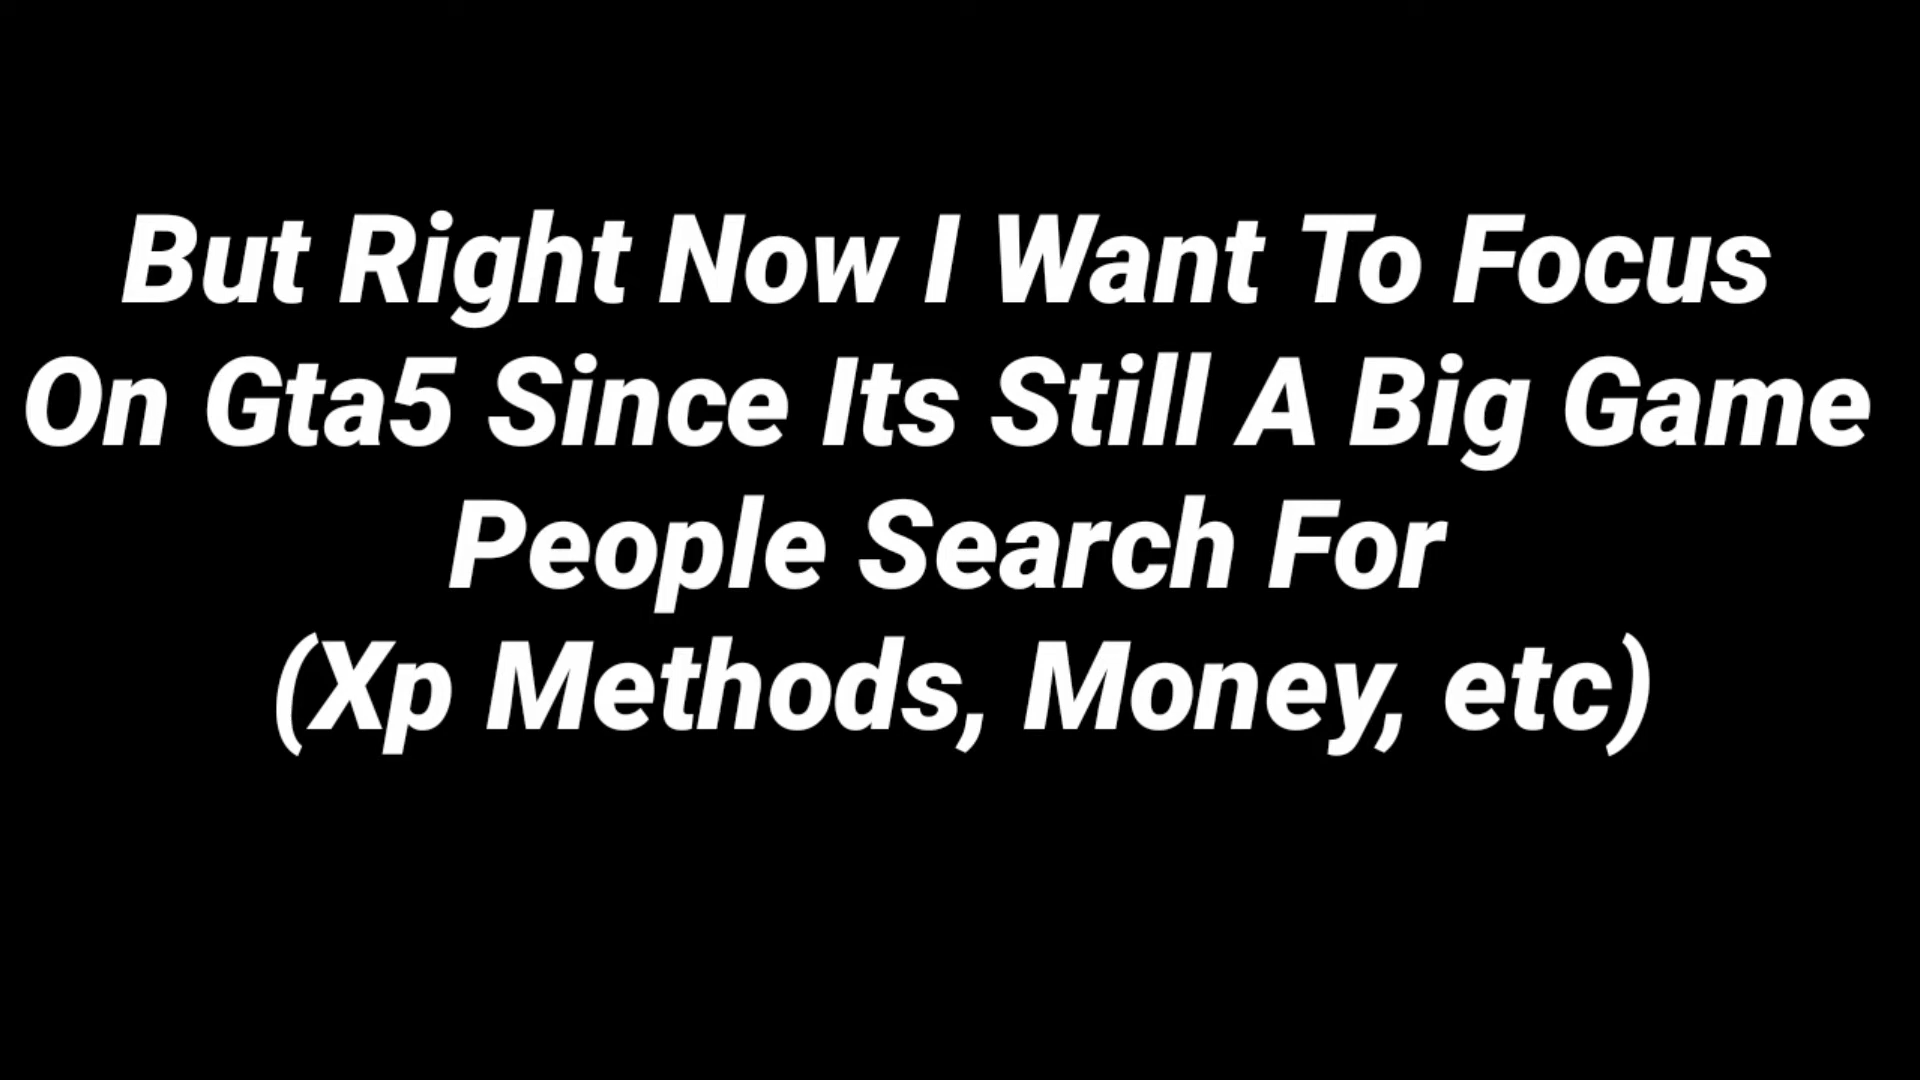 But Right Now I Want To Focus
On Gta5 Since Its Still A Big Game
People Search For
(Xp Methods, Money, etc)